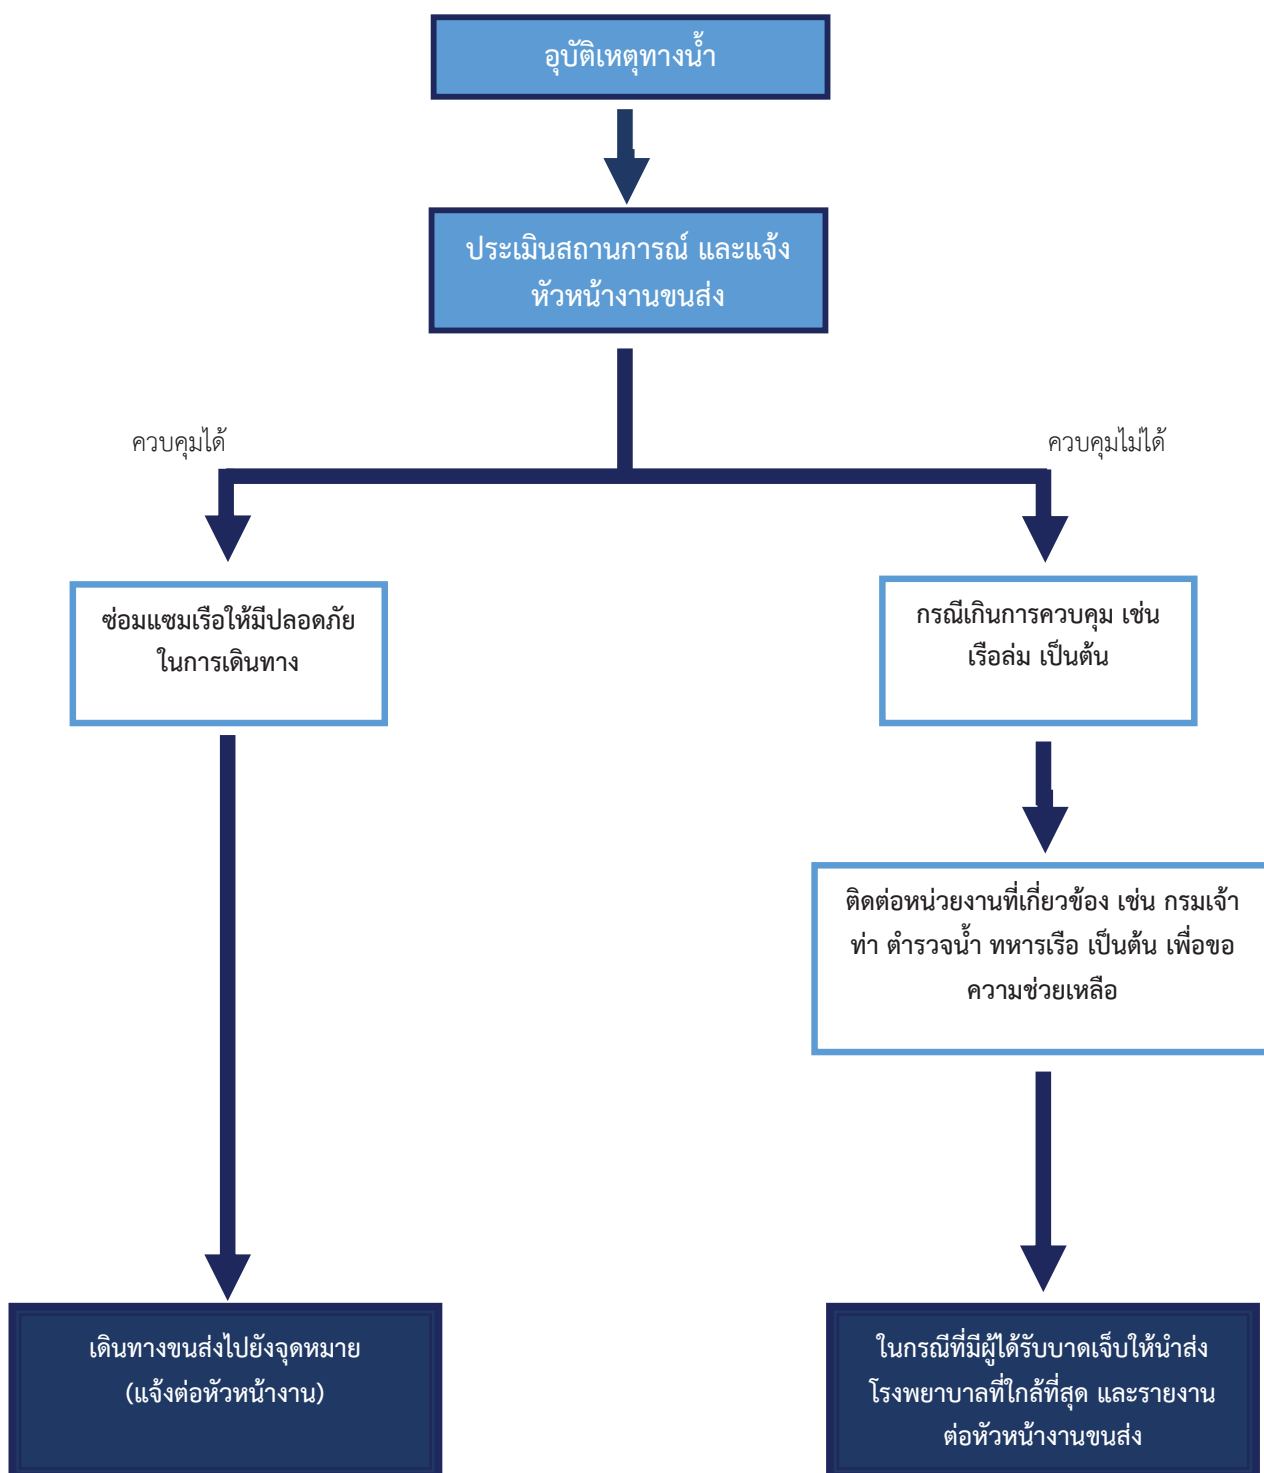 อุบัติเหตุทางน้ำ
ประเมินสถานการณ์ และแจ้ง
หัวหน้างานขนส่ง
ควบคุมได้
ควบคุมไม่ได้
ซ่อมแซมเรือให้มีปลอดภัย
ในการเดินทาง
กรณีเกินการควบคุม เช่น
เรือล่ม เป็นต้น
ติดต่อหน่วยงานที่เกี่ยวข้อง เช่น กรมเจ้า
ท่า ตำรวจน้ำ ทหารเรือ เป็นต้น เพื่อขอ
ความช่วยเหลือ
เดินทางขนส่งไปยังจุดหมาย
(แจ้งต่อหัวหน้างาน)
ในกรณีที่มีผู้ได้รับบาดเจ็บให้นำส่ง
โรงพยาบาลที่ใกล้ที่สุด และรายงาน
ต่อหัวหน้างานขนส่ง